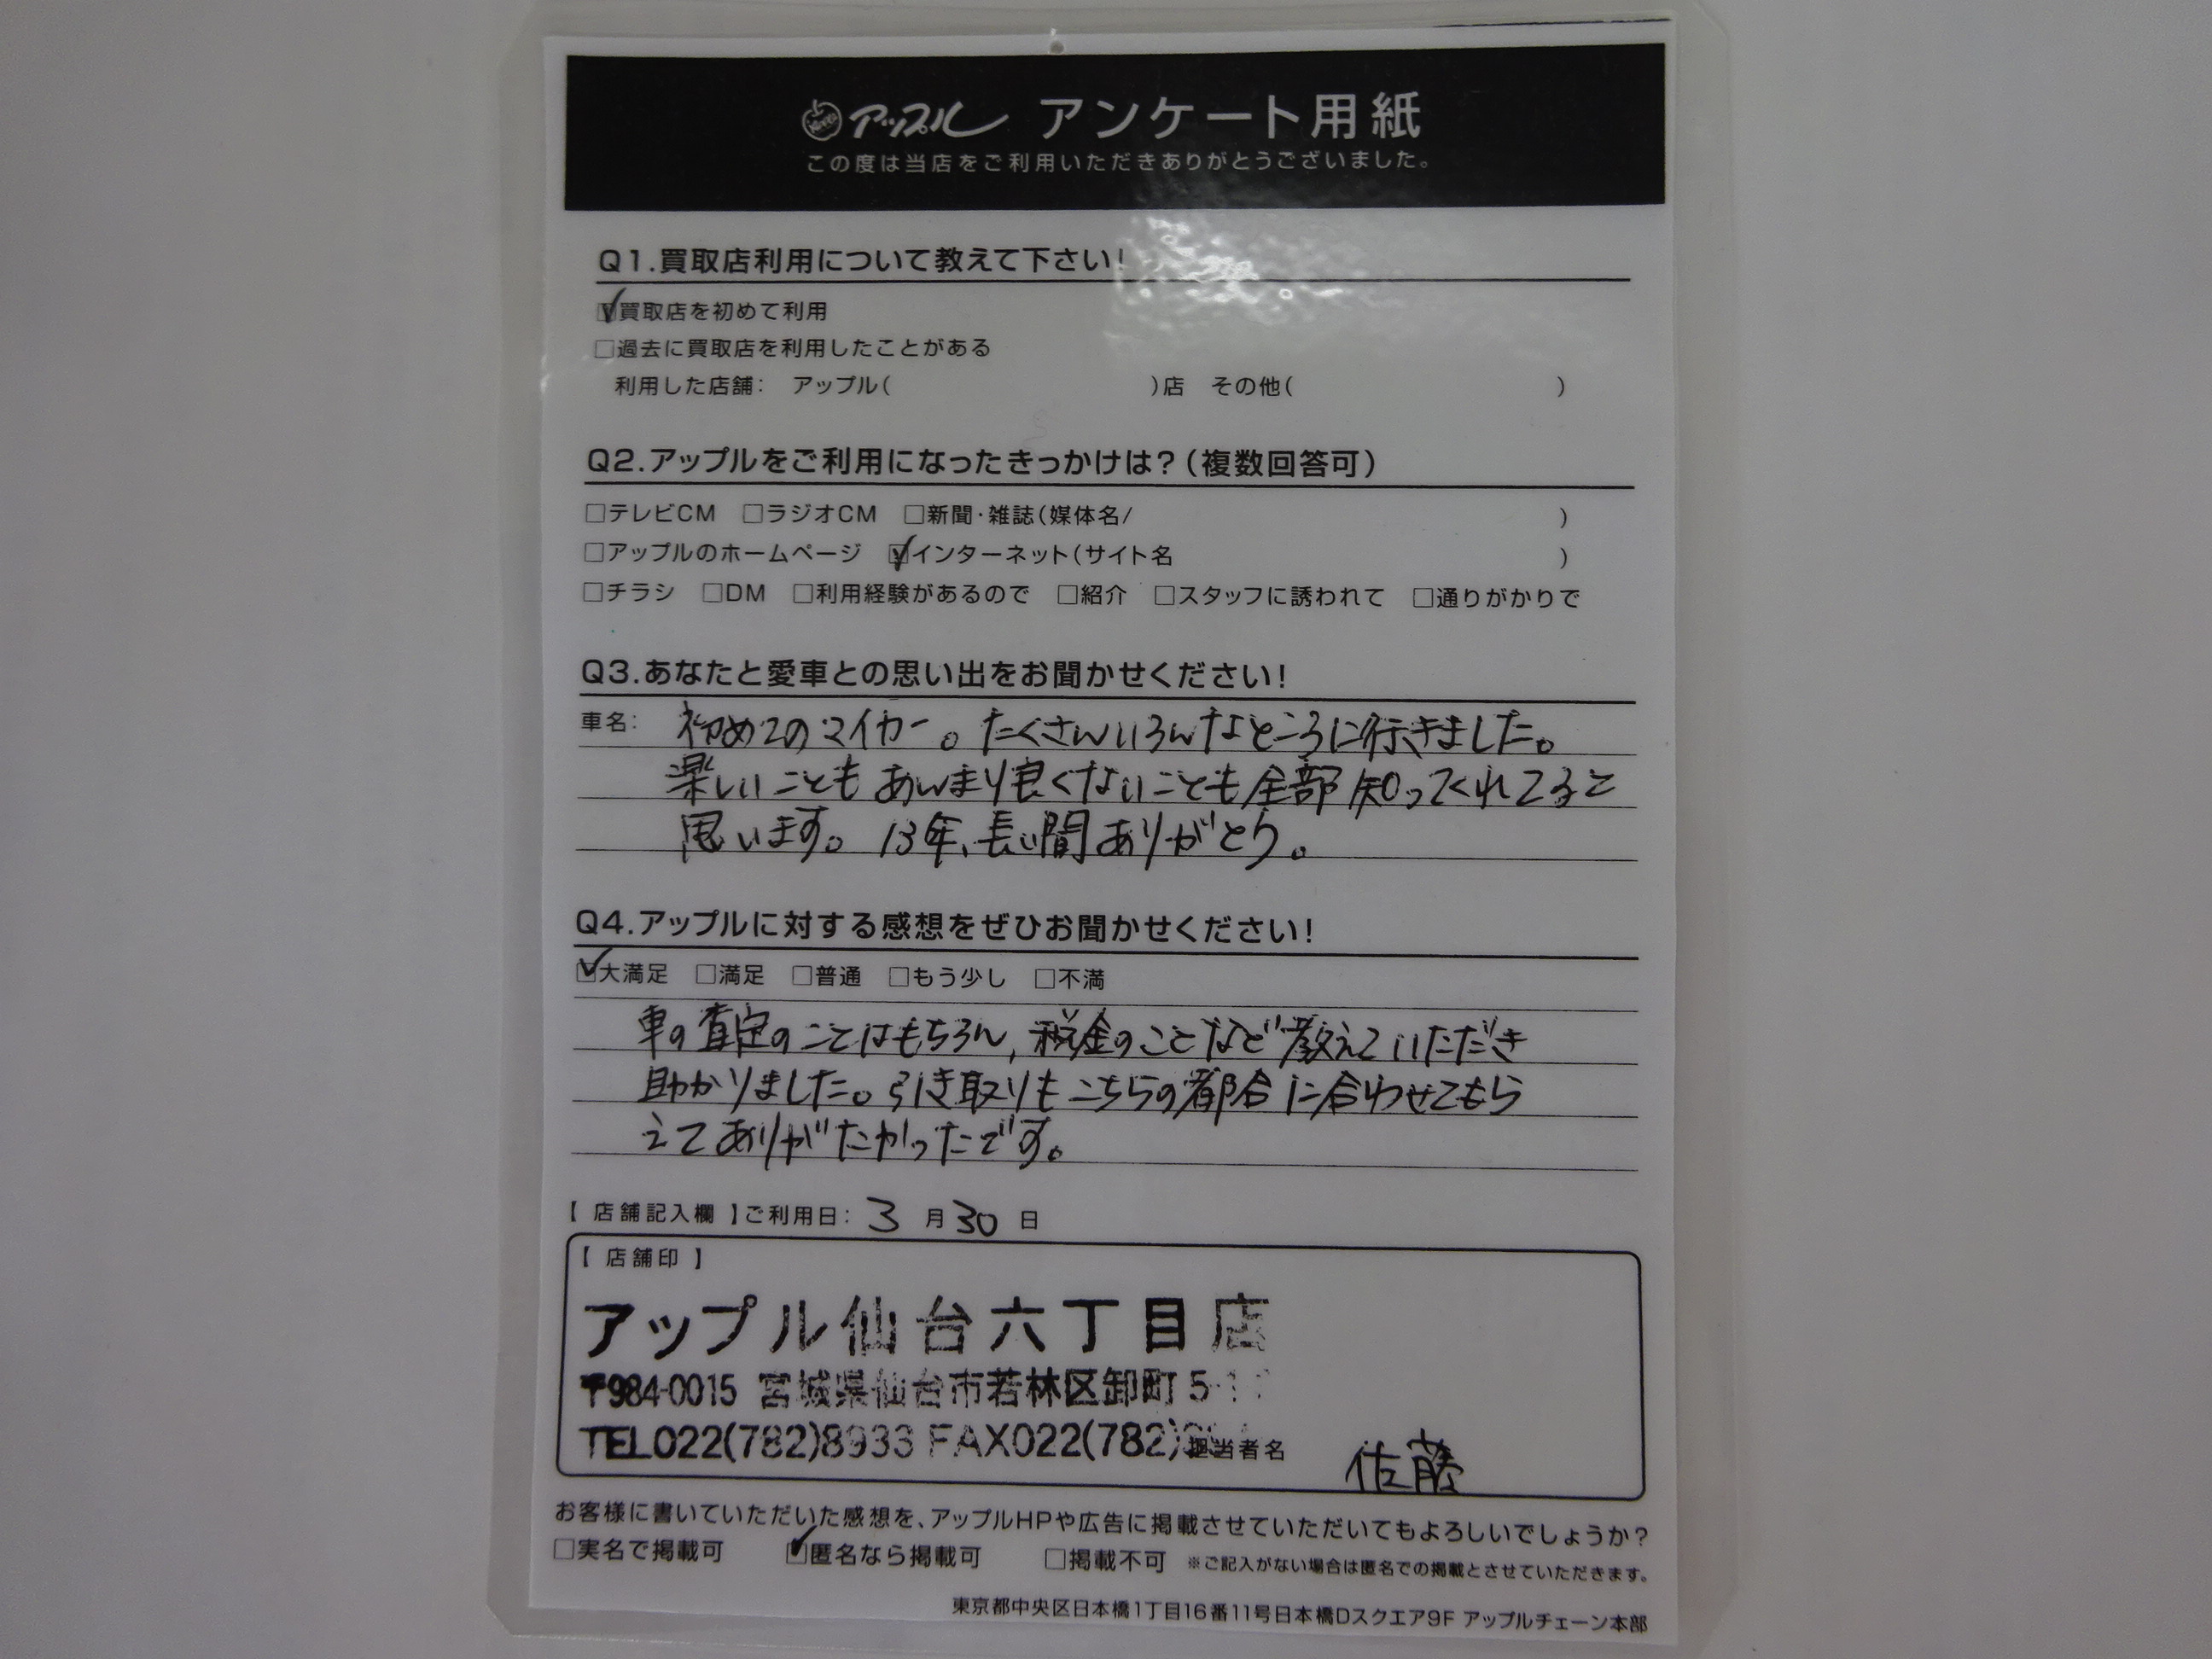 アップル アンケート用紙
この度は当店をご利用いただきありがとうございました。
Q1.買取店利用について教えて下さい!
☑買取店を初めて利用
□過去に買取店を利用したことがある
利用した店舗: アップル( )店 その他( )
Q2.アップルをご利用になったきっかけは?(複数回答可)
□テレビCM □ラジオCM □新聞・雑誌(媒体名/ )
□アップルのホームページ ☑インターネット(サイト名 )
□チラシ □DM □利用経験があるので □紹介 □スタッフに誘われて □通りがかりで
Q3.あなたと愛車との思い出をお聞かせください!
車名: 初めてのマイカー。たくさんいろんなところに行きました。
楽しいこともあんまり良くないことも全部知ってくれてると
思います。13年、長い間ありがとう。
Q4.アップルに対する感想をぜひお聞かせください!
☑大満足 □満足 □普通 □もう少し □不満
車の査定のことはもちろん、税金のことなど教えていただき
助かりました。引き取りもこちらの都合に合わせてもら
えてありがたかったです。
【 店舗記入欄 】ご利用日: 3 月 30 日
【 店舗印 】
アップル仙台六丁目店
〒984-0015 宮城県仙台市若林区卸町5-1
TEL022(782)8933 FAX022(782)
担当者名 佐藤
お客様に書いていただいた感想を、アップルHPや広告に掲載させていただいてもよろしいでしょうか?
□実名で掲載可 ☑匿名なら掲載可 □掲載不可 ※ご記入がない場合は匿名での掲載とさせていただきます。
東京都中央区日本橋1丁目16番11号日本橋Dスクエア9F アップルチェーン本部